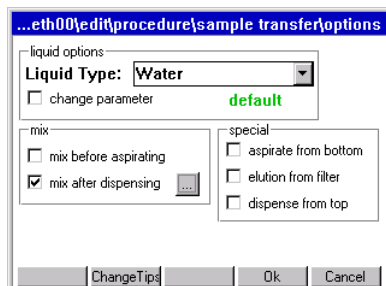 ...eth00\edit\procedure\sample transfer\options
liquid options
Liquid Type: Water
change parameter default
mix
mix before aspirating
mix after dispensing ...
special
aspirate from bottom
elution from filter
dispense from top
ChangeTips Ok Cancel